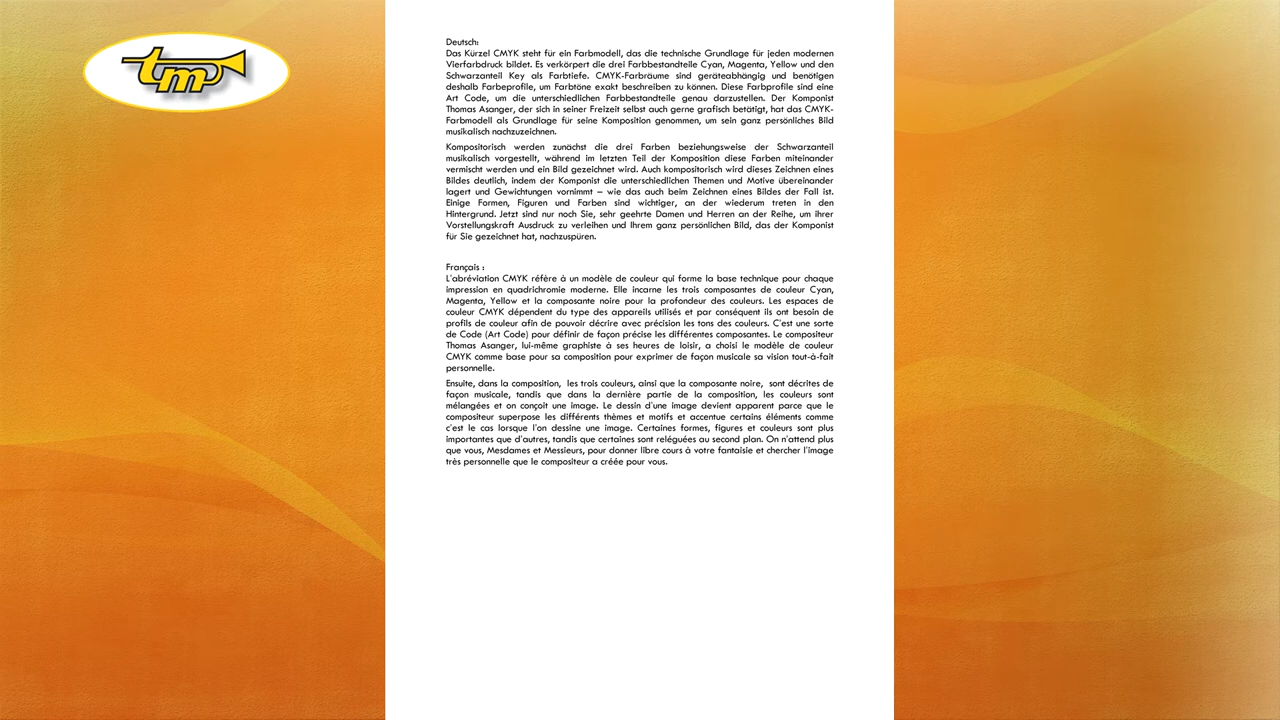 tm
Deutsch:
Das Kürzel CMYK steht für ein Farbmodell, das die technische Grundlage für jeden modernen
Vierfarbdruck bildet. Es verkörpert die drei Farbbestandteile Cyan, Magenta, Yellow und den
Schwarzanteil Key als Farbtiefe. CMYK-Farbräume sind geräteabhängig und benötigen
deshalb Farbeprofile, um Farbtöne exakt beschreiben zu können. Diese Farbprofile sind eine
Art Code, um die unterschiedlichen Farbbestandteile genau darzustellen. Der Komponist
Thomas Asanger, der sich in seiner Freizeit selbst auch gerne grafisch betätigt, hat das CMYK-
Farbmodell als Grundlage für seine Komposition genommen, um sein ganz persönliches Bild
musikalisch nachzuzeichnen.
Kompositorisch werden zunächst die drei Farben beziehungsweise der Schwarzanteil
musikalisch vorgestellt, während im letzten Teil der Komposition diese Farben miteinander
vermischt werden und ein Bild gezeichnet wird. Auch kompositorisch wird dieses Zeichnen eines
Bildes deutlich, indem der Komponist die unterschiedlichen Themen und Motive übereinander
lagert und Gewichtungen vornimmt – wie das auch beim Zeichnen eines Bildes der Fall ist.
Einige Formen, Figuren und Farben sind wichtiger, an der wiederum treten in den
Hintergrund. Jetzt sind nur noch Sie, sehr geehrte Damen und Herren an der Reihe, um ihrer
Vorstellungskraft Ausdruck zu verleihen und Ihrem ganz persönlichen Bild, das der Komponist
für Sie gezeichnet hat, nachzuspüren.
Français :
L'abréviation CMYK réfère à un modèle de couleur qui forme la base technique pour chaque
impression en quadrichromie moderne. Elle incarne les trois composantes de couleur Cyan,
Magenta, Yellow et la composante noire pour la profondeur des couleurs. Les espaces de
couleur CMYK dépendent du type des appareils utilisés et par conséquent ils ont besoin de
profils de couleur afin de pouvoir décrire avec précision les tons des couleurs. C'est une sorte
de Code (Art Code) pour définir de façon précise les différentes composantes. Le compositeur
Thomas Asanger, lui-même graphiste à ses heures de loisir, a choisi le modèle de couleur
CMYK comme base pour sa composition pour exprimer de façon musicale sa vision tout-à-fait
personnelle.
Ensuite, dans la composition, les trois couleurs, ainsi que la composante noire, sont décrites de
façon musicale, tandis que dans la dernière partie de la composition, les couleurs sont
mélangées et on conçoit une image. Le dessin d'une image devient apparent parce que le
compositeur superpose les différents thèmes et motifs et accentue certains éléments comme
c'est le cas lorsque l'on dessine une image. Certaines formes, figures et couleurs sont plus
importantes que d'autres, tandis que certaines sont reléguées au second plan. On n'attend plus
que vous, Mesdames et Messieurs, pour donner libre cours à votre fantaisie et chercher l'image
très personnelle que le compositeur a créée pour vous.